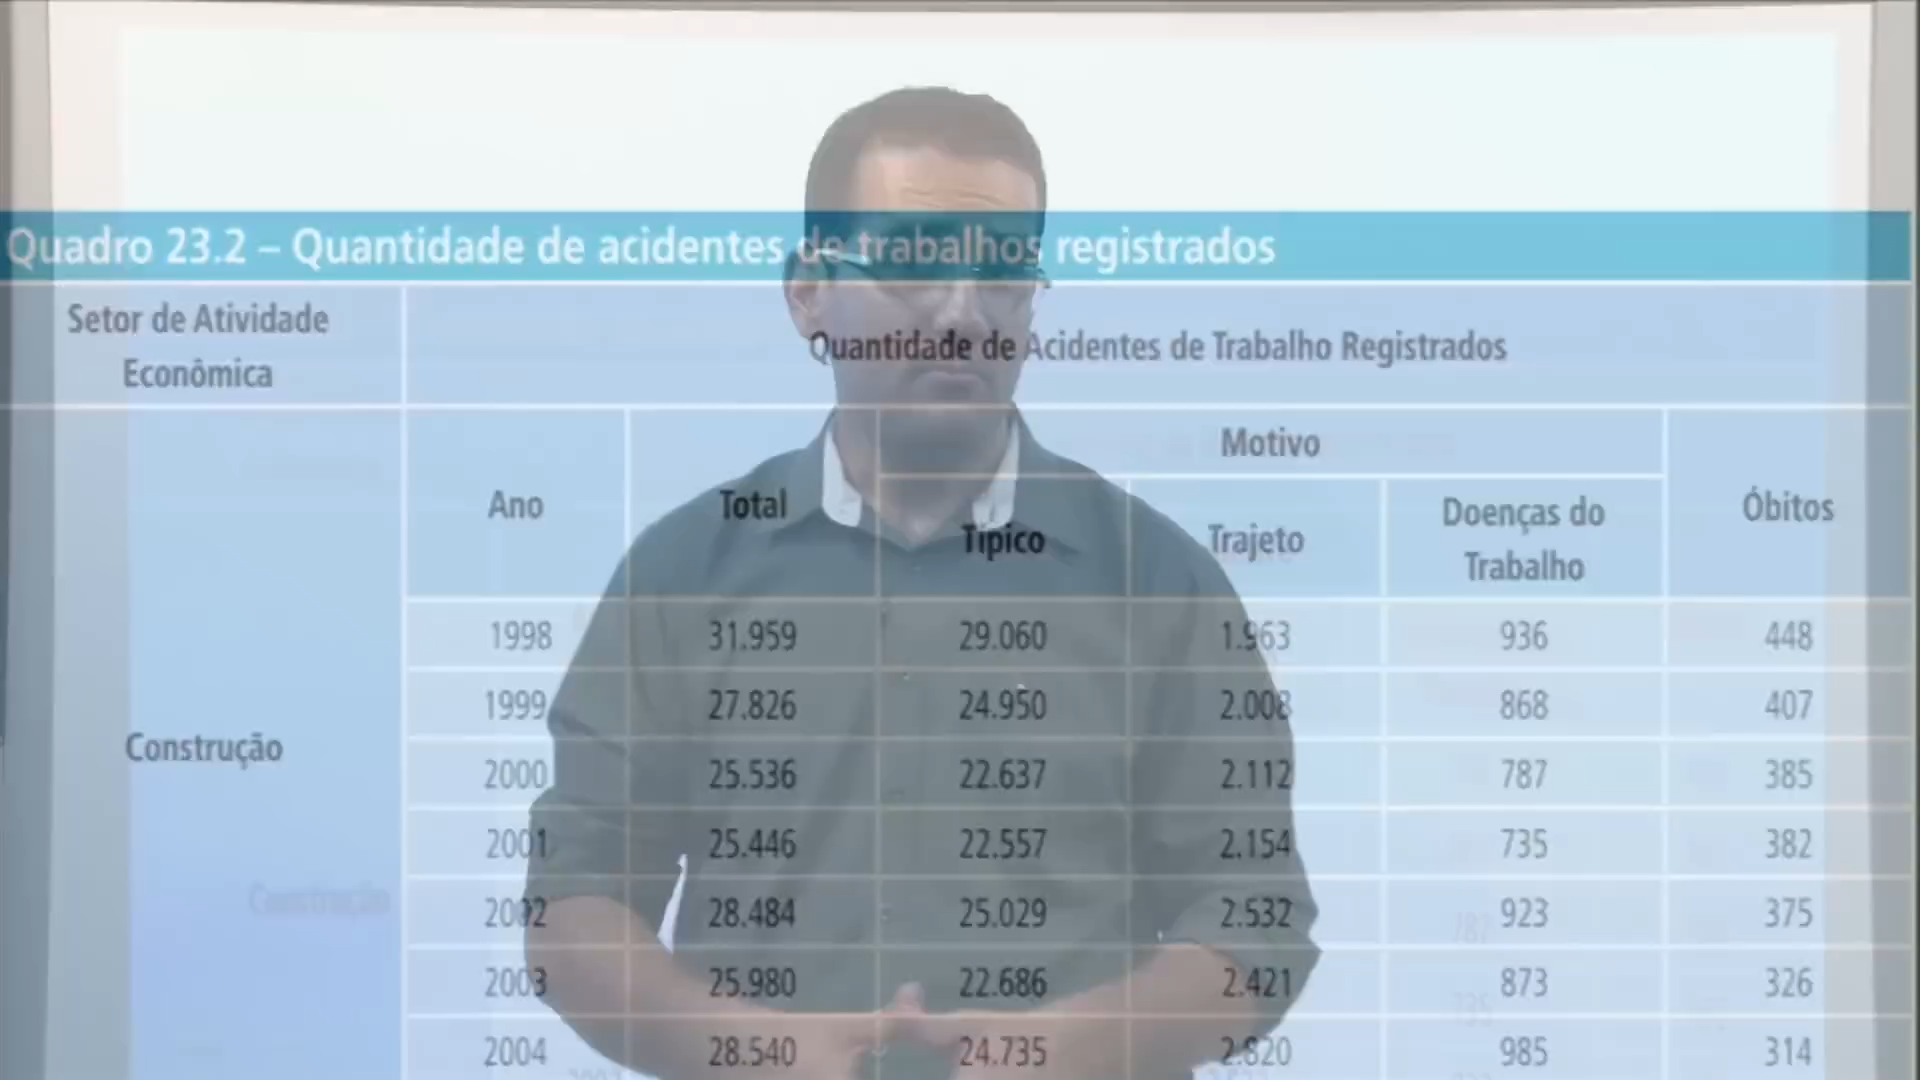 Quadro 23.2 – Quantidade de acidentes de trabalhos registrados
Setor de Atividade
Econômica
Quantidade de Acidentes de Trabalho Registrados
Construção
Ano
Total
Motivo
Típico
Trajeto
Doenças do
Trabalho
Óbitos
1998 31.959 29.060 1.963 936 448
1999 27.826 24.950 2.008 868 407
2000 25.536 22.637 2.112 787 385
2001 25.446 22.557 2.154 735 382
2002 28.484 25.029 2.532 923 375
2003 25.980 22.686 2.421 873 326
2004 28.540 24.735 2.820 985 314
Construção
787
735